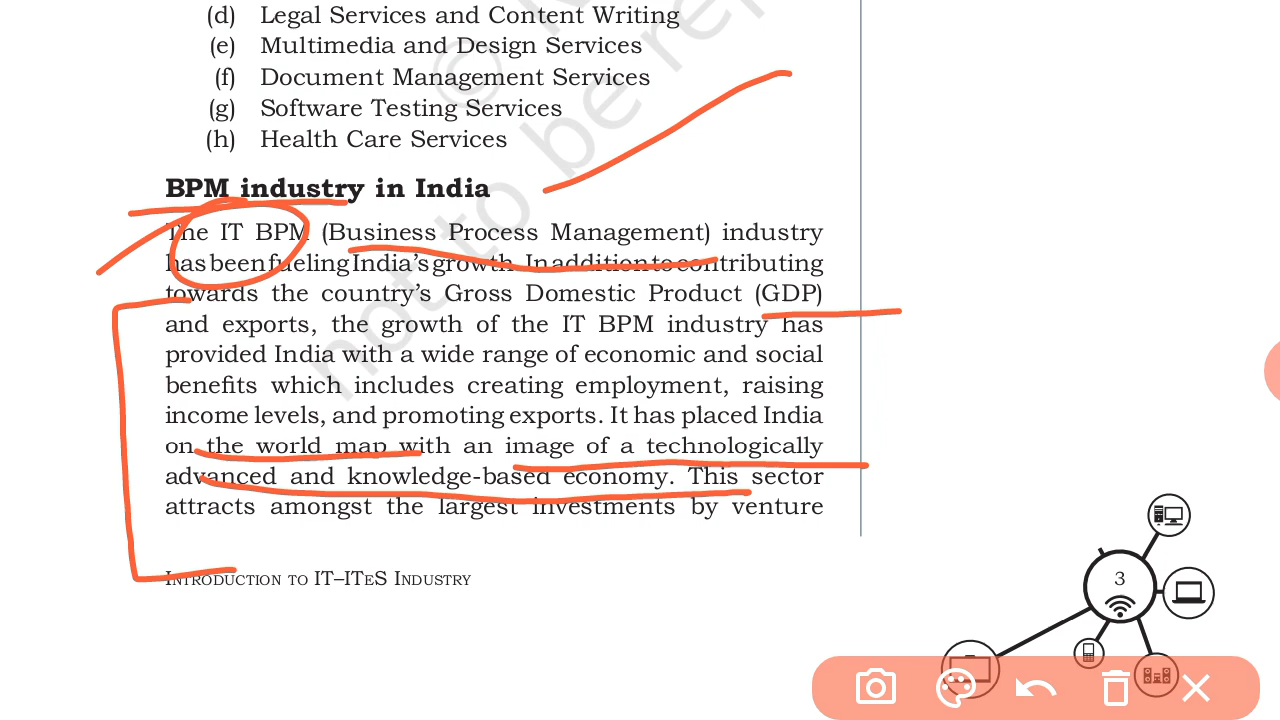 (d) Legal Services and Content Writing
(e) Multimedia and Design Services
(f) Document Management Services
(g) Software Testing Services
(h) Health Care Services
BPM industry in India
The IT BPM (Business Process Management) industry
has been fueling India's growth. In addition to contributing
towards the country's Gross Domestic Product (GDP)
and exports, the growth of the IT BPM industry has
provided India with a wide range of economic and social
benefits which includes creating employment, raising
income levels, and promoting exports. It has placed India
on the world map with an image of a technologically
advanced and knowledge-based economy. This sector
attracts amongst the largest investments by venture
Introduction to IT–ITeS Industry
3
not to be re